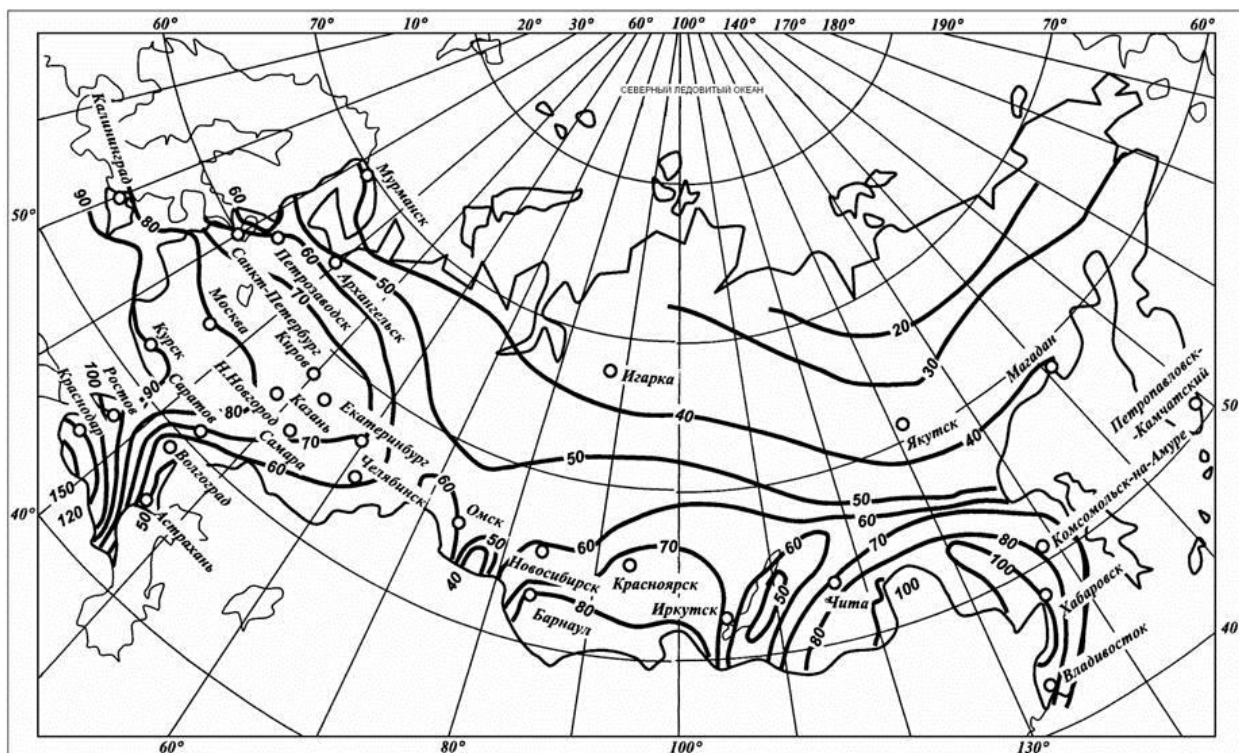 60° 70° 10° 20° 30° 40° 100° 140° 170° 180° 190° 70° 60°
СЕВЕРНЫЙ ЛЕДОВИТЫЙ ОКЕАН
Калининград
Мурманск
50°
90
80
60
60
50
Санкт-Петербург
Петрозаводск
Архангельск
70
Москва
Киров
Курск
20
30
Магадан
Петропавловск-
-Камчатский
50°
Игарка
40
Якутск
40
Краснодар
100
Ростов
90
Саратов
80
Н.Новгород
Казань
Екатеринбург
Самара
70
60
Волгоград
Челябинск
60
50
50
60
150
120
40°
50
Астрахань
Омск
50
40
Новосибирск
60
70
Красноярск
60
50
Иркутск
Чита
70
80
100
80
100
Комсомольск-на-Амуре
Хабаровск
Барнаул
80
Владивосток
40°
60° 80° 100° 130°